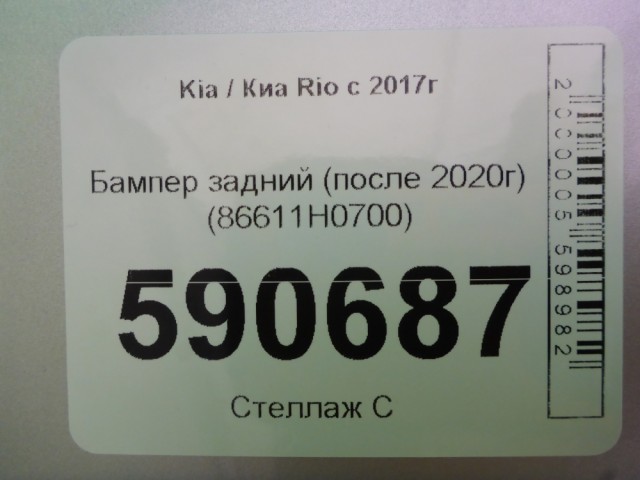 Kia / Киа Rio с 2017г
Бампер задний (после 2020г)
(86611H0700)
590687
Стеллаж С
2000005598982